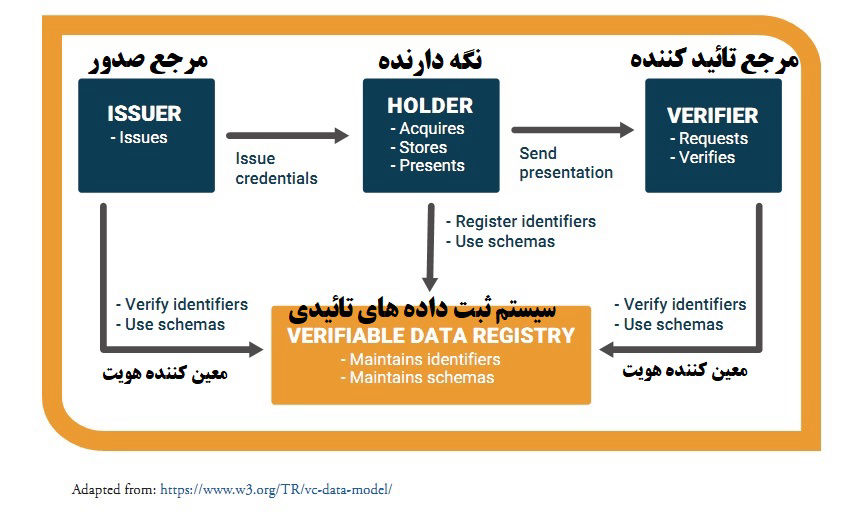 مرجع صدور
نگه دارنده
مرجع تائید کننده
ISSUER
- Issues
HOLDER
- Acquires
- Stores
- Presents
VERIFIER
- Requests
- Verifies
Issue
credentials
Send
presentation
- Register identifiers
- Use schemas
- Verify identifiers
- Use schemas
معین کننده هویت
سیستم ثبت داده های تائیدی
VERIFIABLE DATA REGISTRY
- Maintains identifiers
- Maintains schemas
- Verify identifiers
- Use schemas
معین کننده هویت
Adapted from: https://www.w3.org/TR/vc-data-model/